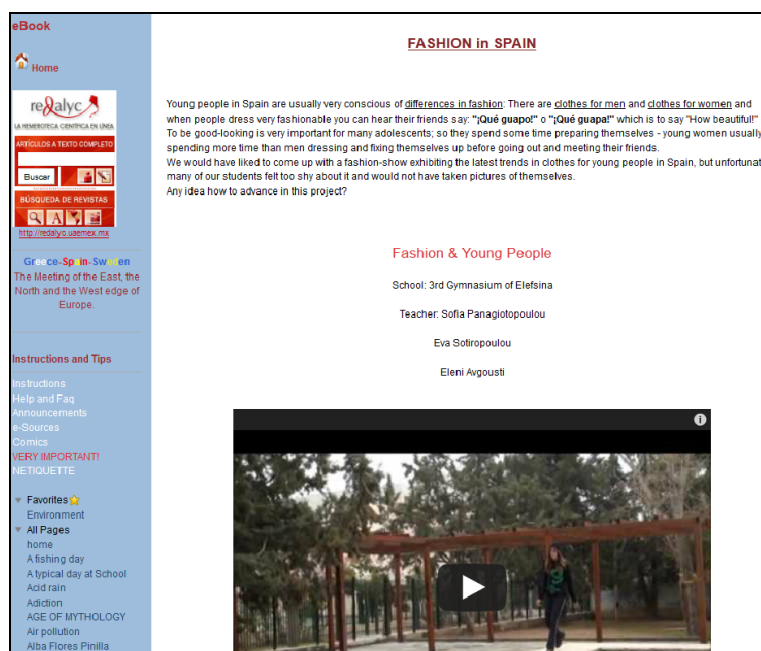 eBook
Home
redalyc
LA HEMEROTECA CIENTÍFICA EN LÍNEA
ARTÍCULOS A TEXTO COMPLETO
Buscar
BÚSQUEDA DE REVISTAS
A
http://redalyc.uaemex.mx
Greece-Spain-Sweden
The Meeting of the East, the
North and the West edge of
Europe.
Instructions and Tips
Instructions
Help and Faq
Announcements
e-Sources
Comics
VERY IMPORTANT!
NETIQUETTE
Favorites
Environment
All Pages
home
A fishing day
A typical day at School
Acid rain
Adiction
AGE OF MYTHOLOGY
Air pollution
Alba Flores Pinilla
FASHION in SPAIN
Young people in Spain are usually very conscious of differences in fashion: There are clothes for men and clothes for women and
when people dress very fashionable you can hear their friends say: "¡Qué guapo!" o "¡Qué guapa!" which is to say "How beautiful!"
To be good-looking is very important for many adolescents; so they spend some time preparing themselves - young women usually
spending more time than men dressing and fixing themselves up before going out and meeting their friends.
We would have liked to come up with a fashion-show exhibiting the latest trends in clothes for young people in Spain, but unfortunat
many of our students felt too shy about it and would not have taken pictures of themselves.
Any idea how to advance in this project?
Fashion & Young People
School: 3rd Gymnasium of Elefsina
Teacher: Sofia Panagiotopoulou
Eva Sotiropoulou
Eleni Avgousti